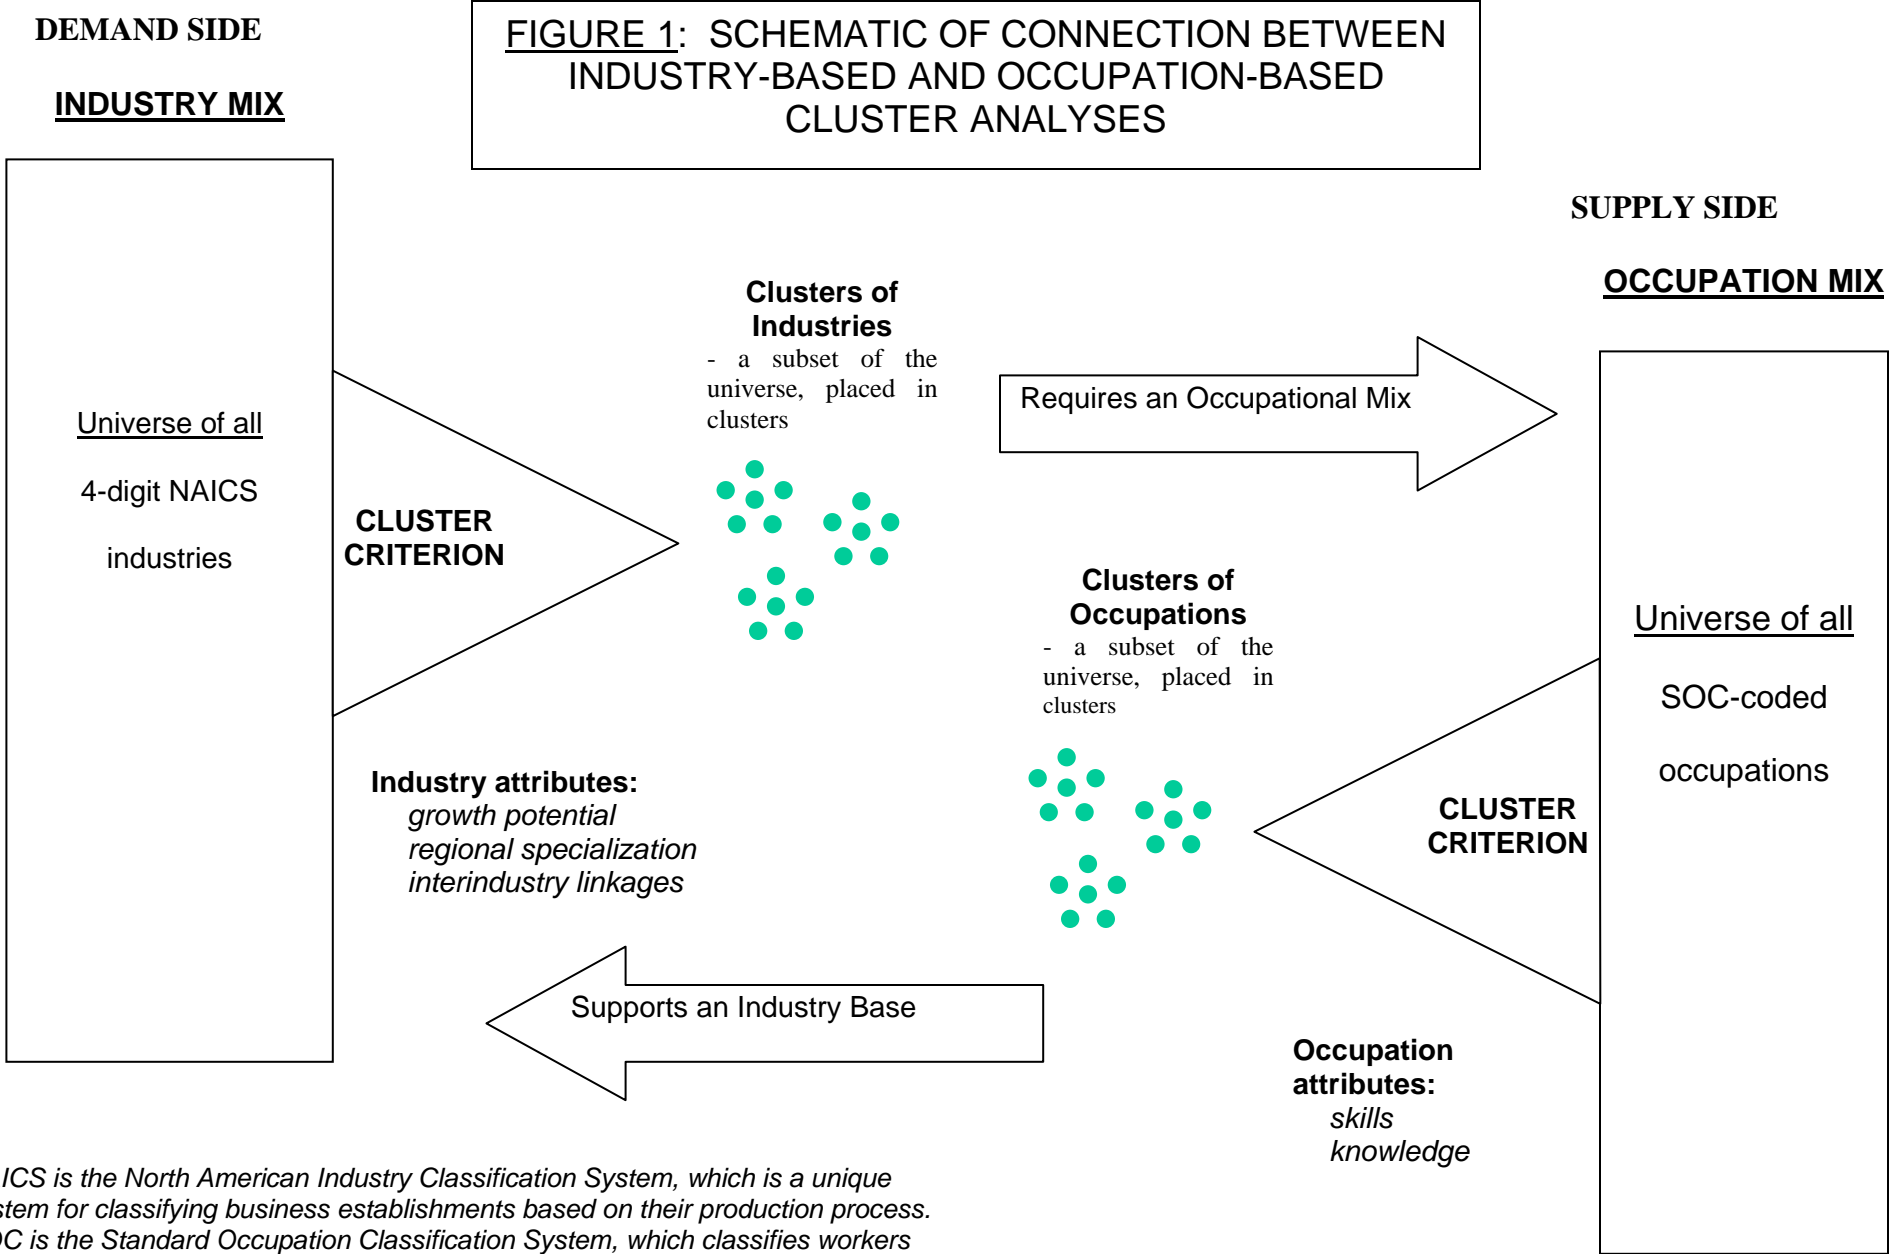 DEMAND SIDE
INDUSTRY MIX
FIGURE 1: SCHEMATIC OF CONNECTION BETWEEN
INDUSTRY-BASED AND OCCUPATION-BASED
CLUSTER ANALYSES
SUPPLY SIDE
OCCUPATION MIX
Universe of all
4-digit NAICS
industries
CLUSTER
CRITERION
Clusters of
Industries
- a subset of the
universe, placed in
clusters
Requires an Occupational Mix
Clusters of
Occupations
- a subset of the
universe, placed in
clusters
Universe of all
SOC-coded
occupations
CLUSTER
CRITERION
Industry attributes:
growth potential
regional specialization
interindustry linkages
Supports an Industry Base
Occupation
attributes:
skills
knowledge
ICS is the North American Industry Classification System, which is a unique
stem for classifying business establishments based on their production process.
OC is the Standard Occupation Classification System, which classifies workers